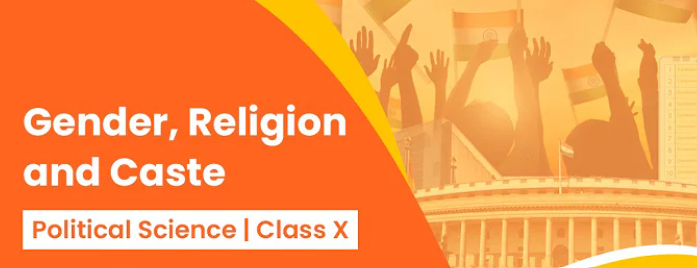 Gender, Religion
and Caste
Political Science | Class X